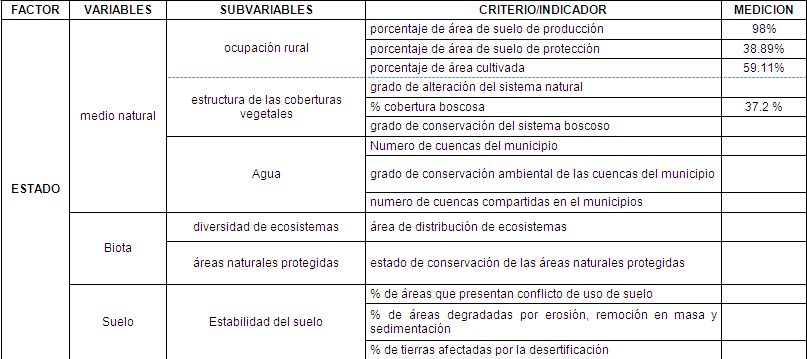 FACTOR VARIABLES SUBVARIABLES CRITERIO/INDICADOR MEDICION
ESTADO
medio natural
ocupación rural
porcentaje de área de suelo de producción 98%
porcentaje de área de suelo de protección 38.89%
porcentaje de área cultivada 59.11%
estructura de las coberturas
vegetales
grado de alteración del sistema natural
% cobertura boscosa 37.2 %
grado de conservación del sistema boscoso
Agua
Numero de cuencas del municipio
grado de conservación ambiental de las cuencas del municipio
numero de cuencas compartidas en el municipios
Biota
diversidad de ecosistemas área de distribución de ecosistemas
áreas naturales protegidas estado de conservación de las áreas naturales protegidas
Suelo
Estabilidad del suelo
% de áreas que presentan conflicto de uso de suelo
% de áreas degradadas por erosión, remoción en masa y
sedimentación
% de tierras afectadas por la desertificación